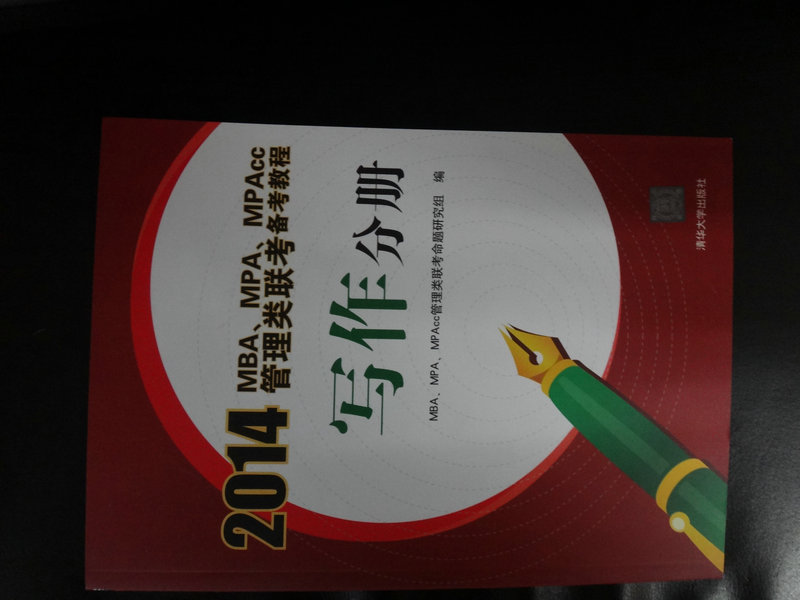 2014
MBA、MPA、MPAcc
管理类联考备考教程
写作分册
MBA、MPA、MPAcc管理类联考命题研究组 编
清华大学出版社